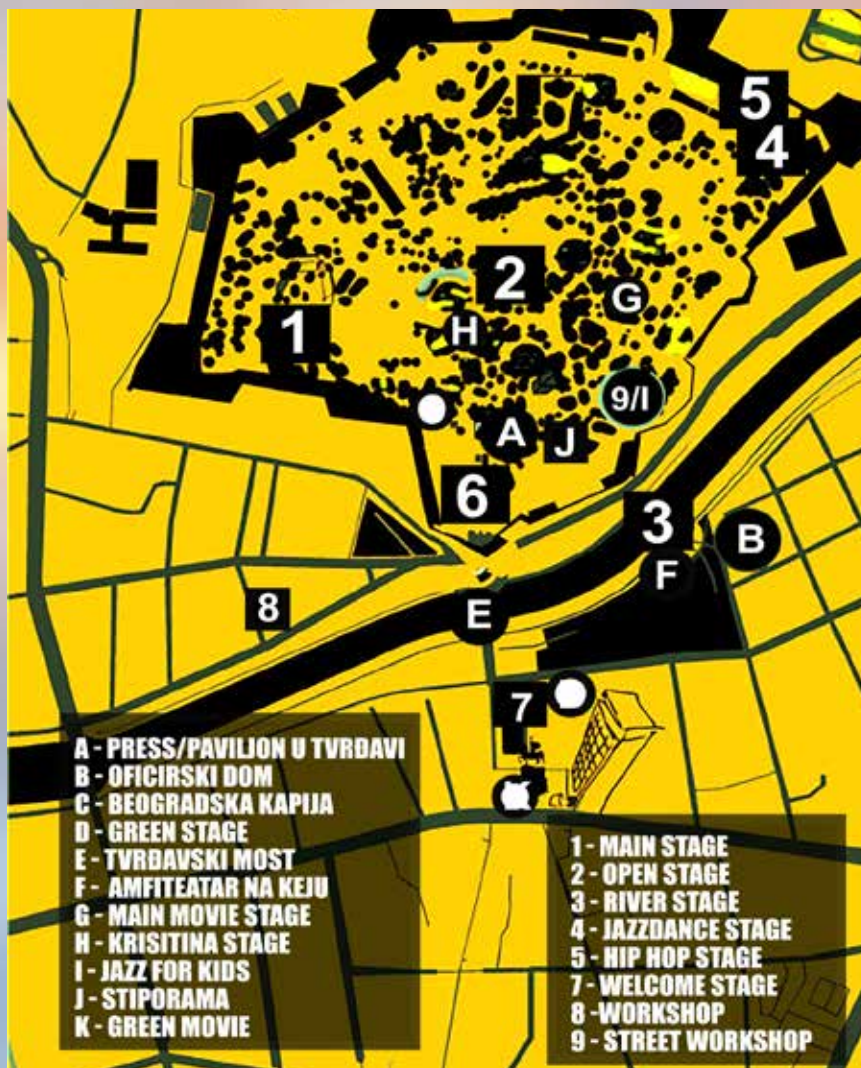 5
4
2
G
1
H
9/I
A
J
6
3
B
F
8
E
7
A - PRESS/PAVILJON U TVRĐAVI
B - OFICIRSKI DOM
C - BEOGRADSKA KAPIJA
D - GREEN STAGE
E - TVRĐAVSKI MOST
F - AMFITEATAR NA KEJU
G - MAIN MOVIE STAGE
H - KRISITINA STAGE
I - JAZZ FOR KIDS
J - STIPORAMA
K - GREEN MOVIE
1 - MAIN STAGE
2 - OPEN STAGE
3 - RIVER STAGE
4 - JAZZDANCE STAGE
5 - HIP HOP STAGE
7 - WELCOME STAGE
8 -WORKSHOP
9 - STREET WORKSHOP